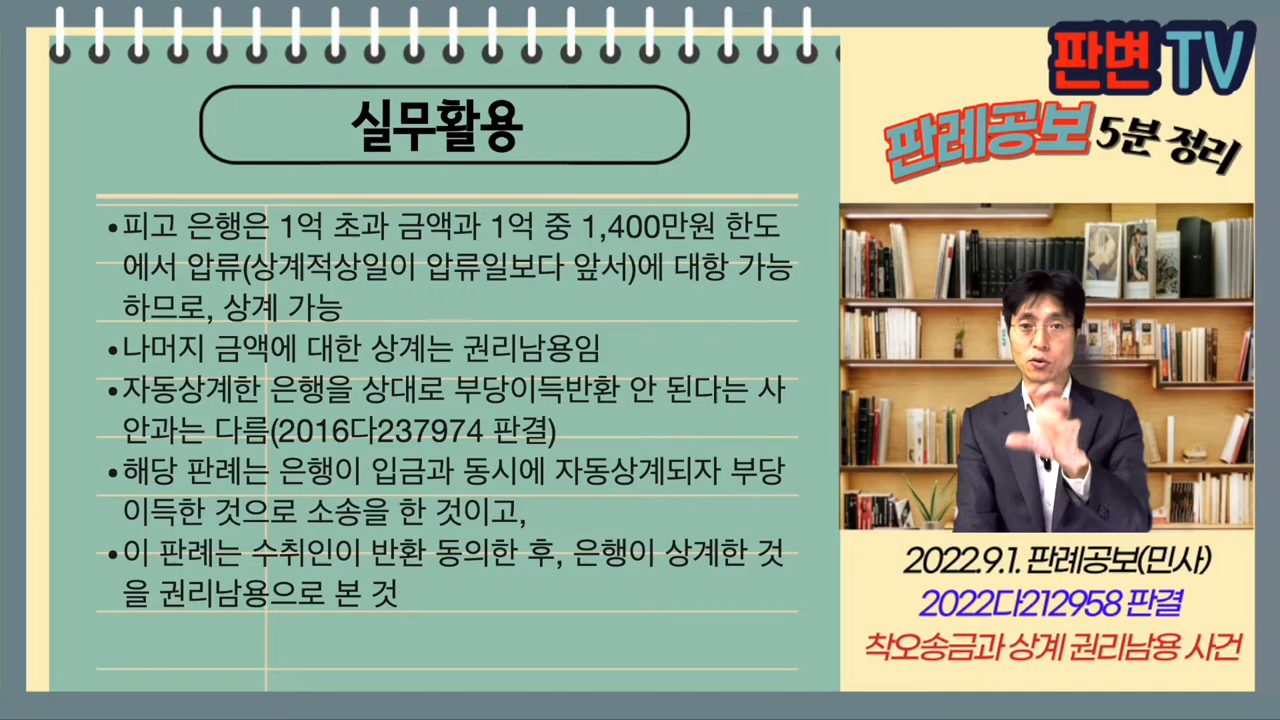 실무활용
•피고 은행은 1억 초과 금액과 1억 중 1,400만원 한도
에서 압류(상계적상일이 압류일보다 앞서)에 대항 가능
하므로, 상계 가능
•나머지 금액에 대한 상계는 권리남용임
•자동상계한 은행을 상대로 부당이득반환 안 된다는 사
안과는 다름(2016다237974 판결)
•해당 판례는 은행이 입금과 동시에 자동상계되자 부당
이득한 것으로 소송을 한 것이고,
•이 판례는 수취인이 반환 동의한 후, 은행이 상계한 것
을 권리남용으로 본 것
판변 TV
판례공보 5분 정리
2022.9.1. 판례공보(민사)
2022다212958 판결
착오송금과 상계 권리남용 사건